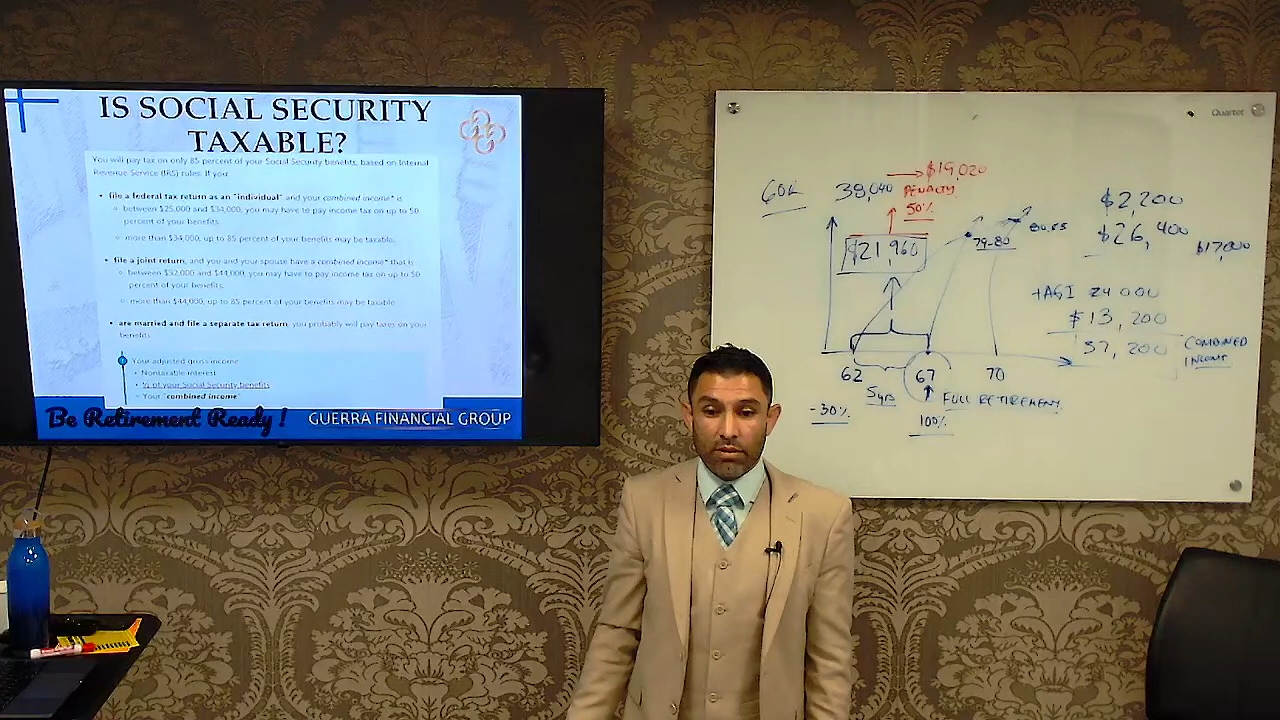 IS SOCIAL SECURITY
TAXABLE?
You will pay tax on only 85 percent of your Social Security benefits, based on Internal
Revenue Service (IRS) rules. If you:
• file a federal tax return as an "individual" and your combined income* is
between $25,000 and $34,000, you may have to pay income tax on up to 50
percent of your benefits.
more than $34,000, up to 85 percent of your benefits may be taxable.
• file a joint return, and you and your spouse have a combined income* that is
between $32,000 and $44,000, you may have to pay income tax on up to 50
percent of your benefits.
more than $44,000, up to 85 percent of your benefits may be taxable.
• are married and file a separate tax return, you probably will pay taxes on your
benefits.
Your adjusted gross income
+ Nontaxable interest
+ ½ of your Social Security benefits
= Your "combined income"
Be Retirement Ready !
GUERRA FINANCIAL GROUP
Quartet
60K
38,040
→ $19,020
PENALTY
50%
$21,960
79-80
$2,200
$26,400
$17,000
+AGI 24 000
$13,200
37,200
COMBINED
INCOME
62
67
70
5yrs
FULL RETIREMENT
-30%
100%